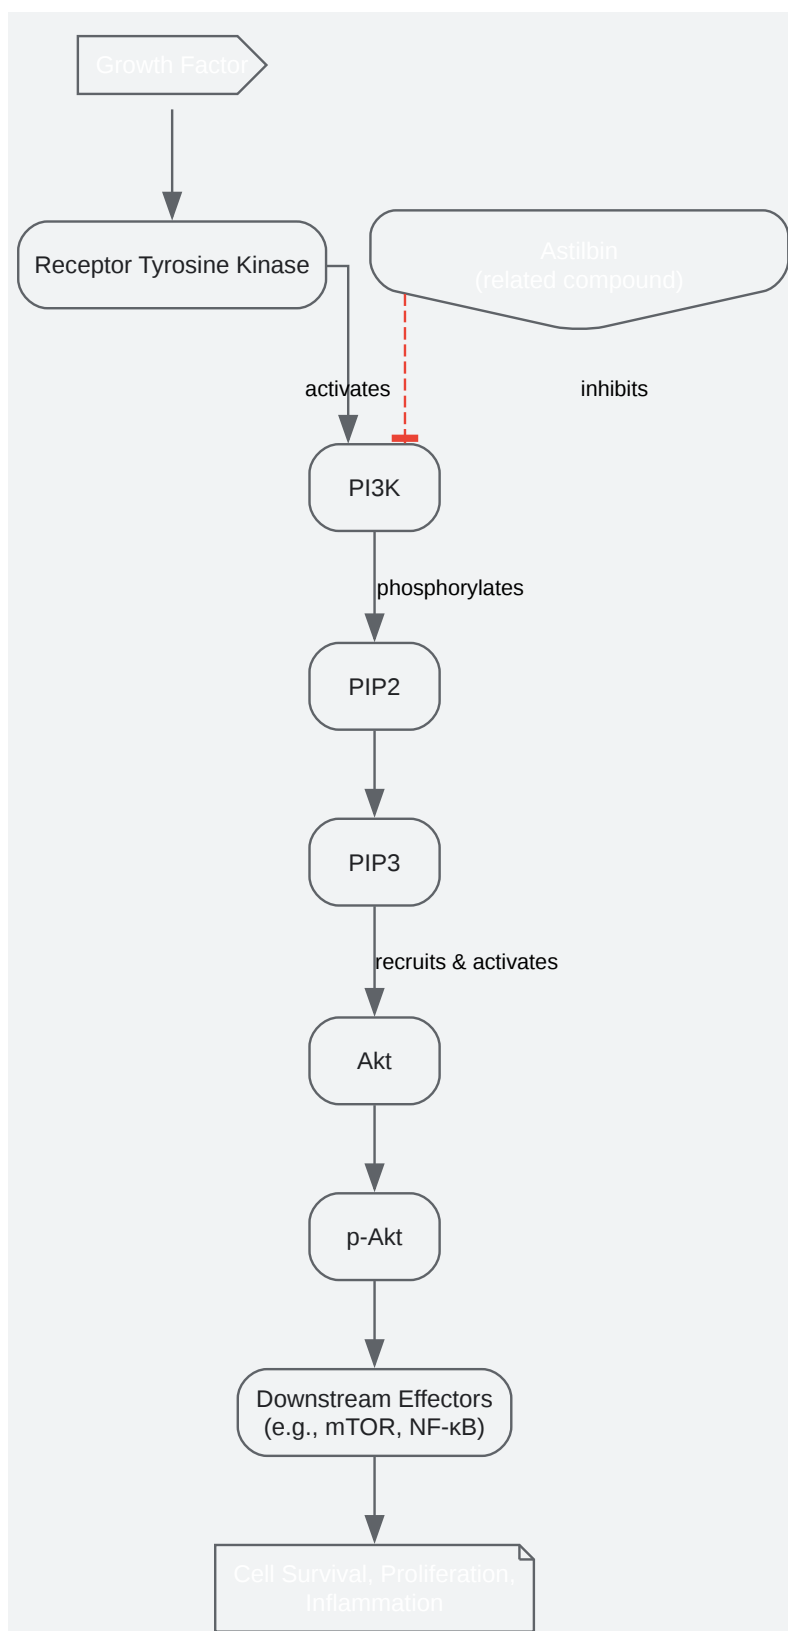 Growth Factor
Receptor Tyrosine Kinase
Astilbin
(related compound)
activates
inhibits
PI3K
phosphorylates
PIP2
PIP3
recruits & activates
Akt
p-Akt
Downstream Effectors
(e.g., mTOR, NF-κB)
Cell Survival, Proliferation,
Inflammation